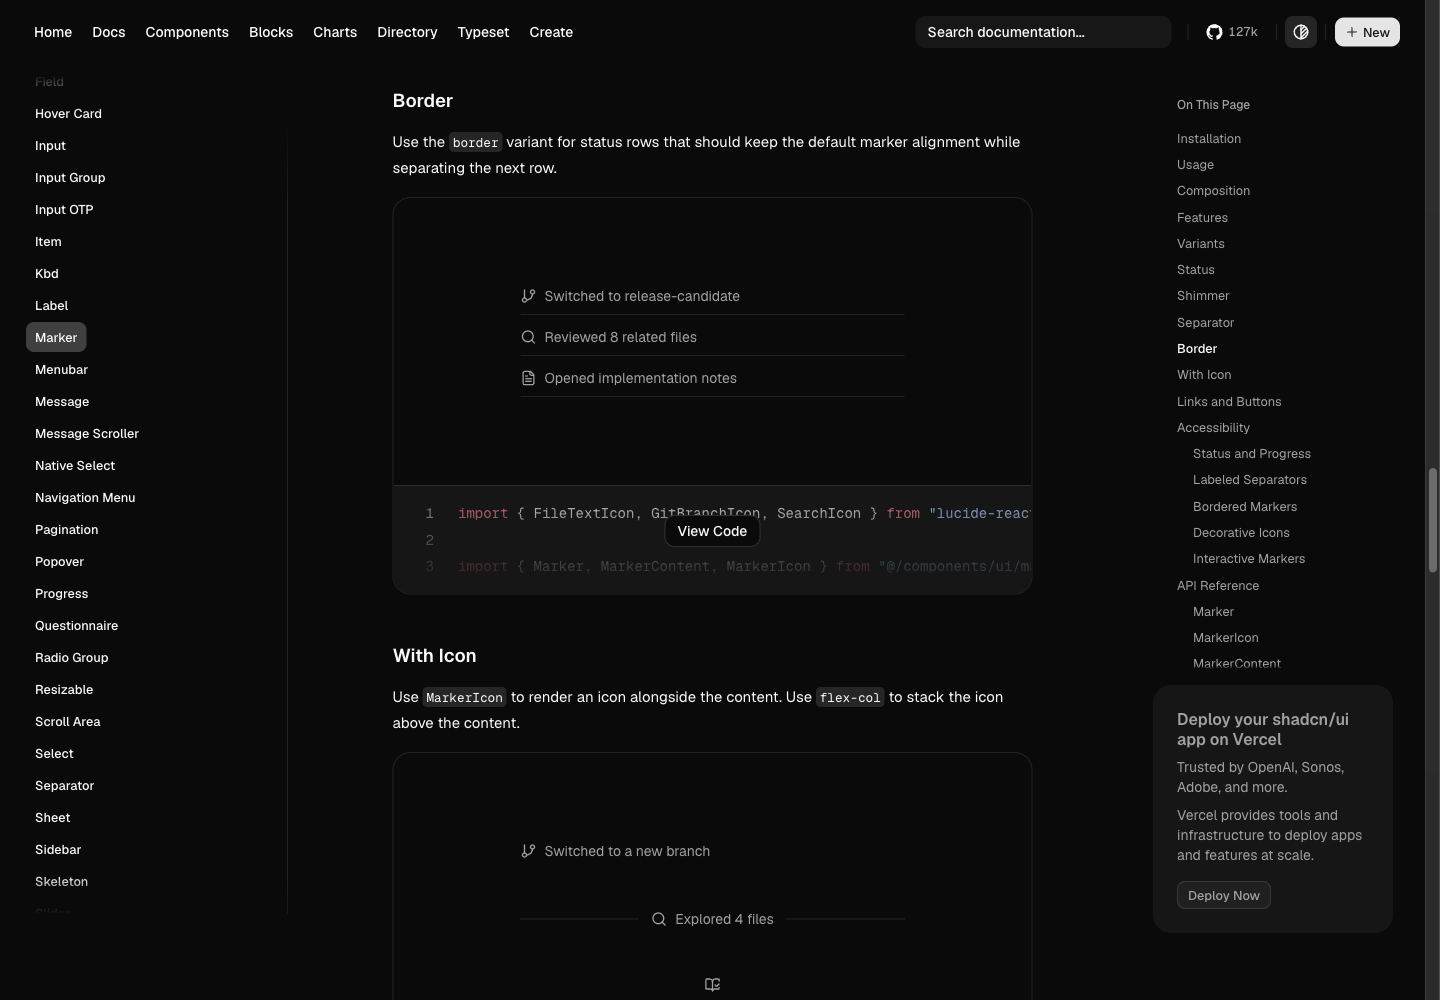 Home Docs Components Blocks Charts Directory Typeset Create
Search documentation...
127k
New
Field
Hover Card
Input
Input Group
Input OTP
Item
Kbd
Label
Marker
Menubar
Message
Message Scroller
Native Select
Navigation Menu
Pagination
Popover
Progress
Questionnaire
Radio Group
Resizable
Scroll Area
Select
Separator
Sheet
Sidebar
Skeleton
Slider
Border
Use the border variant for status rows that should keep the default marker alignment while
separating the next row.
Switched to release-candidate
Reviewed 8 related files
Opened implementation notes
1 import { FileTextIcon, GitBranchIcon, SearchIcon } from "lucide-react
View Code
2
3 import { Marker, MarkerContent, MarkerIcon } from "@/components/ui/ma
With Icon
Use MarkerIcon to render an icon alongside the content. Use flex-col to stack the icon
above the content.
Switched to a new branch
Explored 4 files
On This Page
Installation
Usage
Composition
Features
Variants
Status
Shimmer
Separator
Border
With Icon
Links and Buttons
Accessibility
Status and Progress
Labeled Separators
Bordered Markers
Decorative Icons
Interactive Markers
API Reference
Marker
MarkerIcon
MarkerContent
Deploy your shadcn/ui
app on Vercel
Trusted by OpenAI, Sonos,
Adobe, and more.
Vercel provides tools and
infrastructure to deploy apps
and features at scale.
Deploy Now